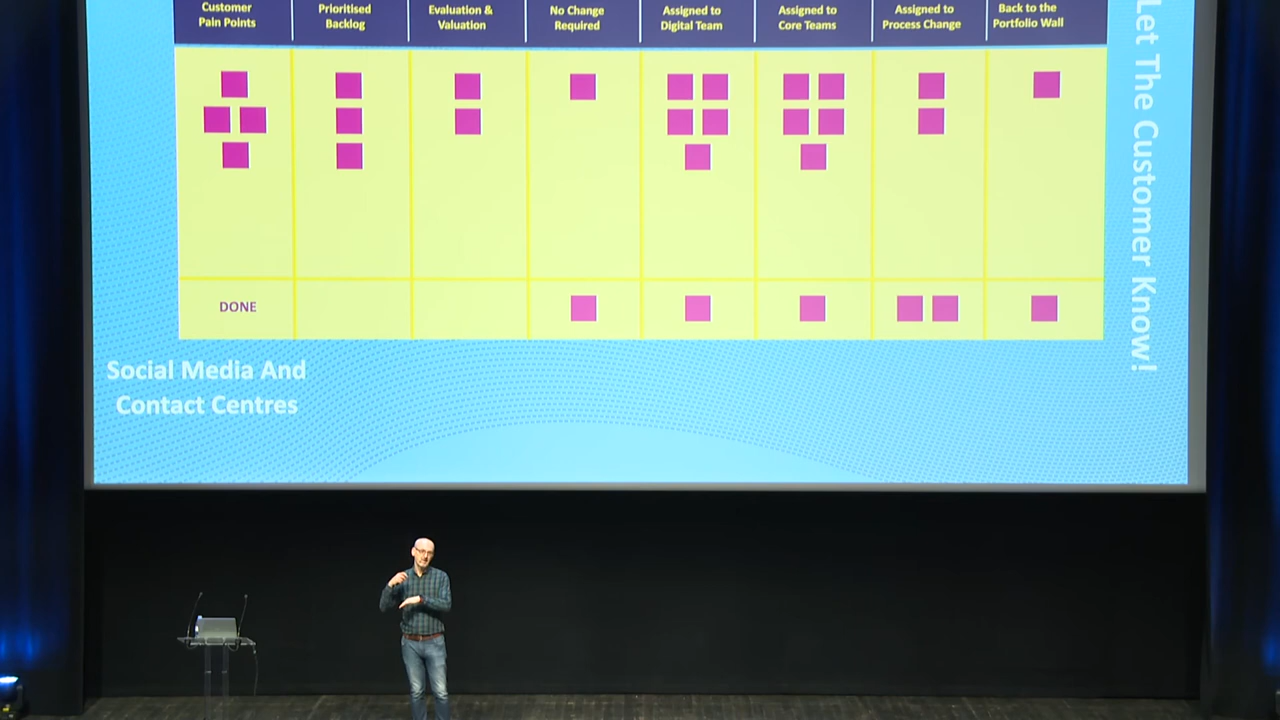 Customer
Pain Points
Prioritised
Backlog
Evaluation &
Valuation
No Change
Required
Assigned to
Digital Team
Assigned to
Core Teams
Assigned to
Process Change
Back to the
Portfolio Wall
DONE
Social Media And
Contact Centres
Let The Customer Know!